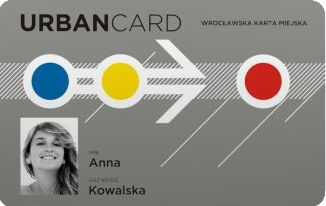 URBANCARD
WROCŁAWSKA KARTA MIEJSKA
IMIĘ
Anna
NAZWISKO
Kowalska